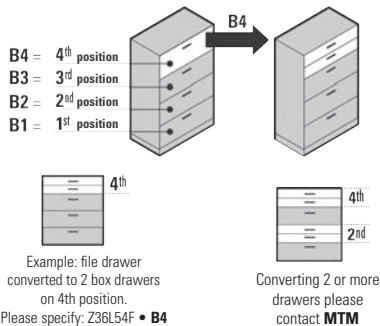 B4
B4 = 4th position
B3 = 3rd position
B2 = 2nd position
B1 = 1st position
4th
4th
2nd
Example: file drawer
converted to 2 box drawers
on 4th position.
Please specify: Z36L54F • B4
Converting 2 or more
drawers please
contact MTM